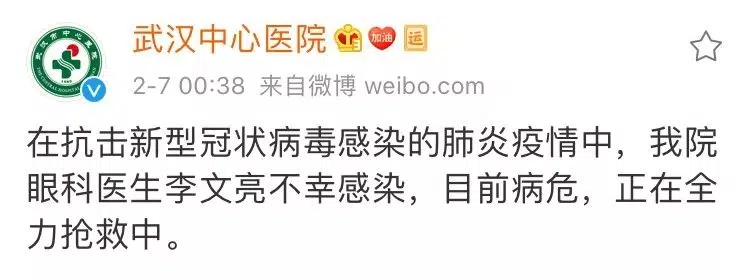 武汉中心医院 加油 运
2-7 00:38 来自微博 weibo.com
在抗击新型冠状病毒感染的肺炎疫情中，我院
眼科医生李文亮不幸感染，目前病危，正在全
力抢救中。